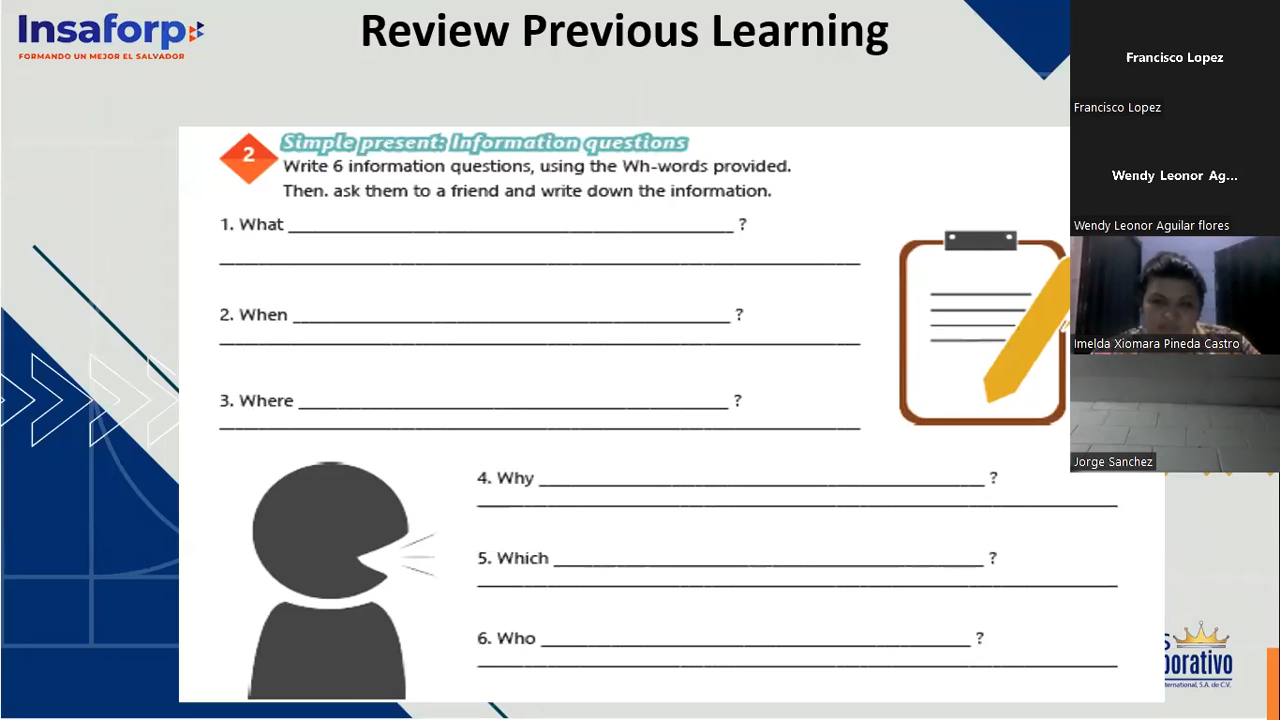 Insaforp
FORMANDO UN MEJOR EL SALVADOR
Review Previous Learning
2
Simple present: Information questions
Write 6 information questions, using the Wh-words provided.
Then. ask them to a friend and write down the information.
1. What ?
2. When ?
3. Where ?
4. Why ?
5. Which ?
6. Who ?
Francisco Lopez
Francisco Lopez
Wendy Leonor Ag...
Wendy Leonor Aguilar flores
Imelda Xiomara Pineda Castro
Jorge Sanchez
S
porativo
nternational, S.A. de C.V.